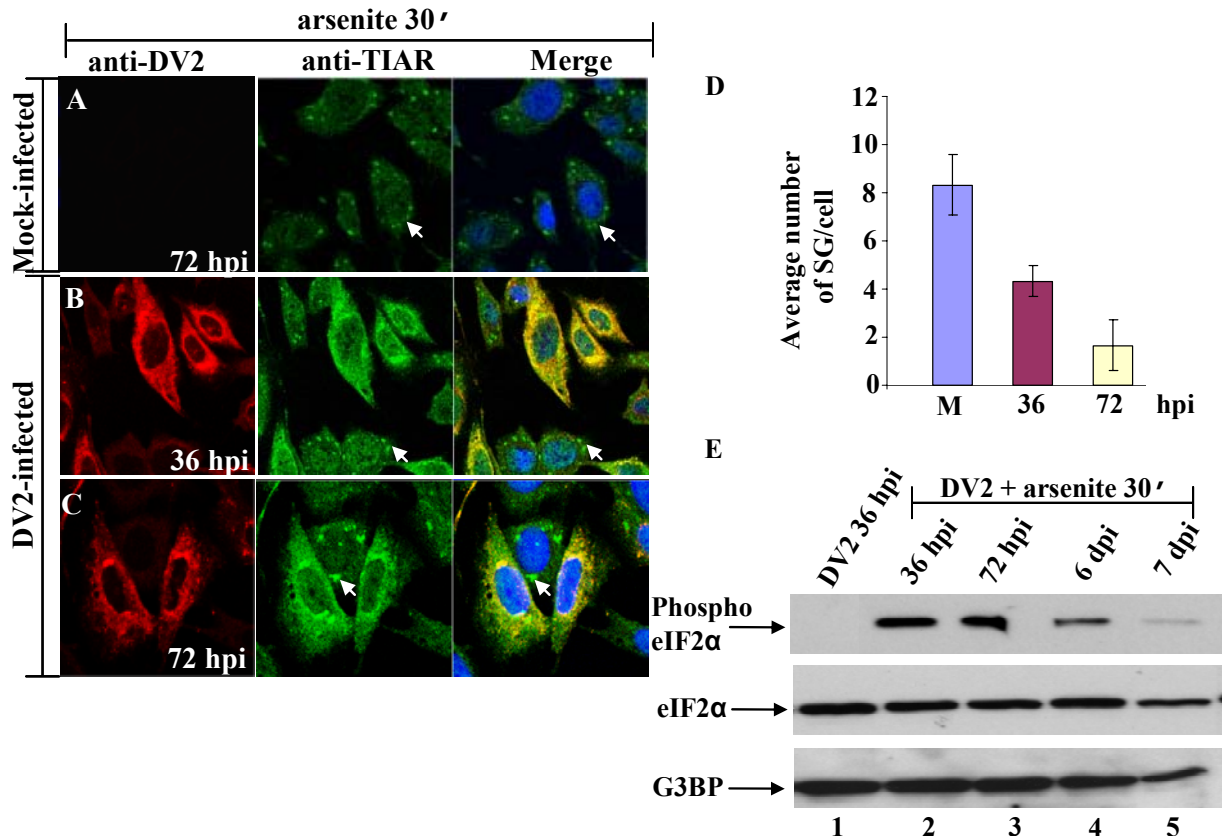 arsenite 30′
anti-DV2 anti-TIAR Merge
Mock-infected
A
72 hpi
DV2-infected
B
36 hpi
C
72 hpi
D
Average number
of SG/cell
12
10
8
6
4
2
0
M 36 72 hpi
E
DV2 36 hpi
DV2 + arsenite 30′
36 hpi
72 hpi
6 dpi
7 dpi
Phospho
eIF2α
eIF2α
G3BP
1 2 3 4 5